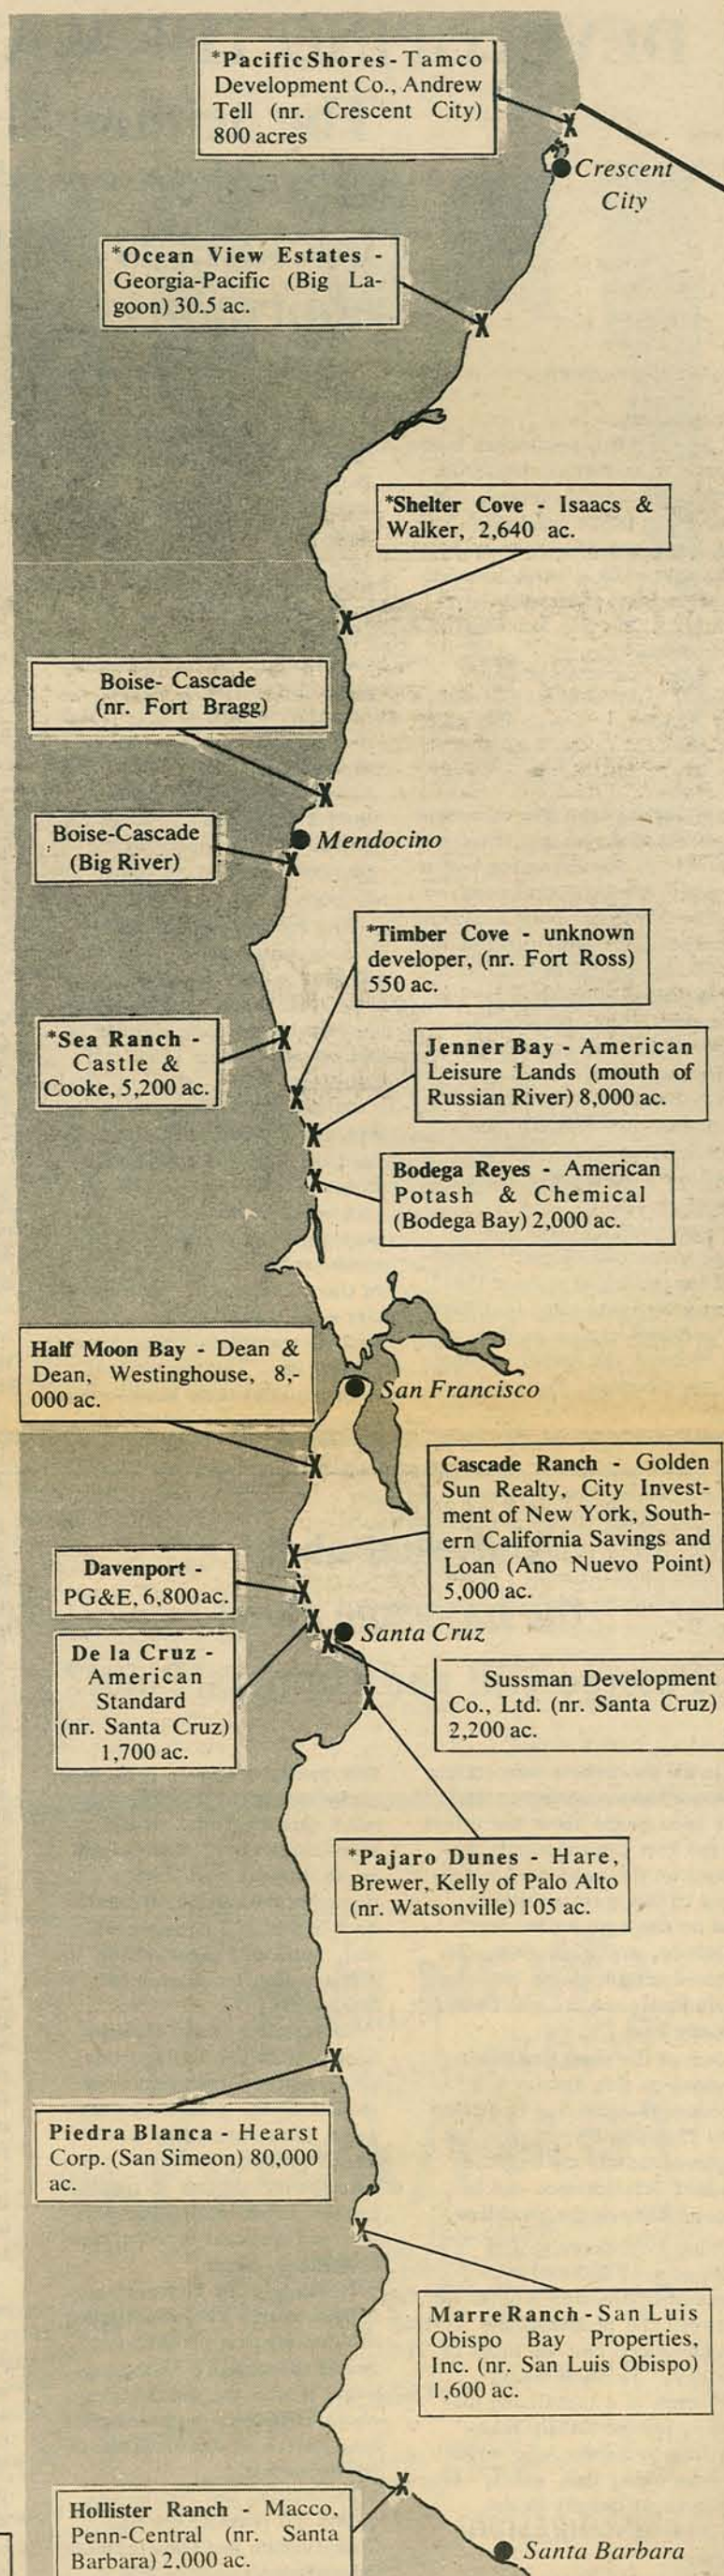 *Pacific Shores - Tamco
Development Co., Andrew
Tell (nr. Crescent City)
800 acres
Crescent
City
*Ocean View Estates -
Georgia-Pacific (Big La-
goon) 30.5 ac.
*Shelter Cove - Isaacs &
Walker, 2,640 ac.
Boise- Cascade
(nr. Fort Bragg)
Boise-Cascade
(Big River)
Mendocino
*Timber Cove - unknown
developer, (nr. Fort Ross)
550 ac.
*Sea Ranch -
Castle &
Cooke, 5,200 ac.
Jenner Bay - American
Leisure Lands (mouth of
Russian River) 8,000 ac.
Bodega Reyes - American
Potash & Chemical
(Bodega Bay) 2,000 ac.
Half Moon Bay - Dean &
Dean, Westinghouse, 8,-
000 ac.
San Francisco
Cascade Ranch - Golden
Sun Realty, City Invest-
ment of New York, South-
ern California Savings and
Loan (Ano Nuevo Point)
5,000 ac.
Davenport -
PG&E, 6,800 ac.
Santa Cruz
De la Cruz -
American
Standard
(nr. Santa Cruz)
1,700 ac.
Sussman Development
Co., Ltd. (nr. Santa Cruz)
2,200 ac.
*Pajaro Dunes - Hare,
Brewer, Kelly of Palo Alto
(nr. Watsonville) 105 ac.
Piedra Blanca - Hearst
Corp. (San Simeon) 80,000
ac.
Marre Ranch - San Luis
Obispo Bay Properties,
Inc. (nr. San Luis Obispo)
1,600 ac.
Hollister Ranch - Macco,
Penn-Central (nr. Santa
Barbara) 2,000 ac.
Santa Barbara